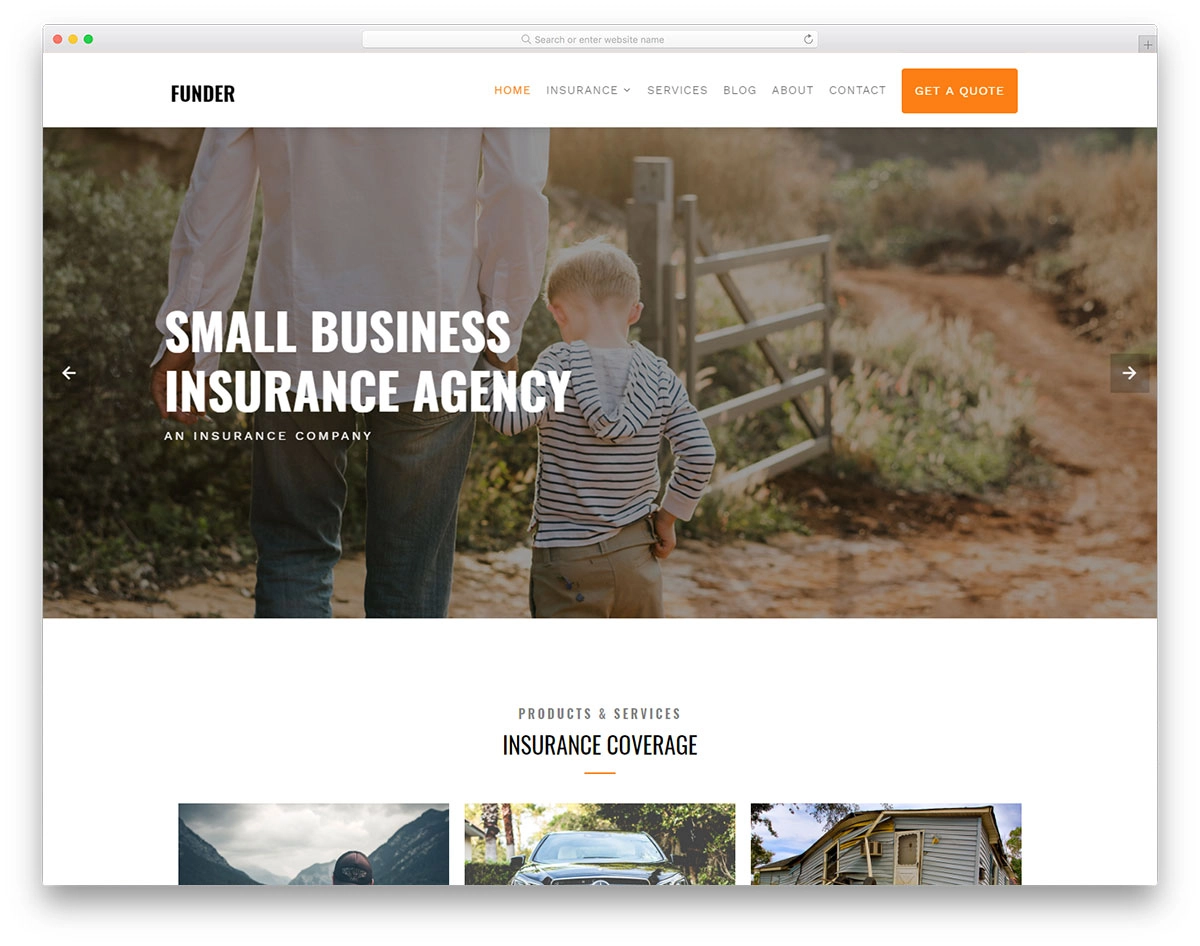 Search or enter website name
FUNDER
HOME INSURANCE SERVICES BLOG ABOUT CONTACT GET A QUOTE
SMALL BUSINESS
INSURANCE AGENCY
AN INSURANCE COMPANY
PRODUCTS & SERVICES
INSURANCE COVERAGE